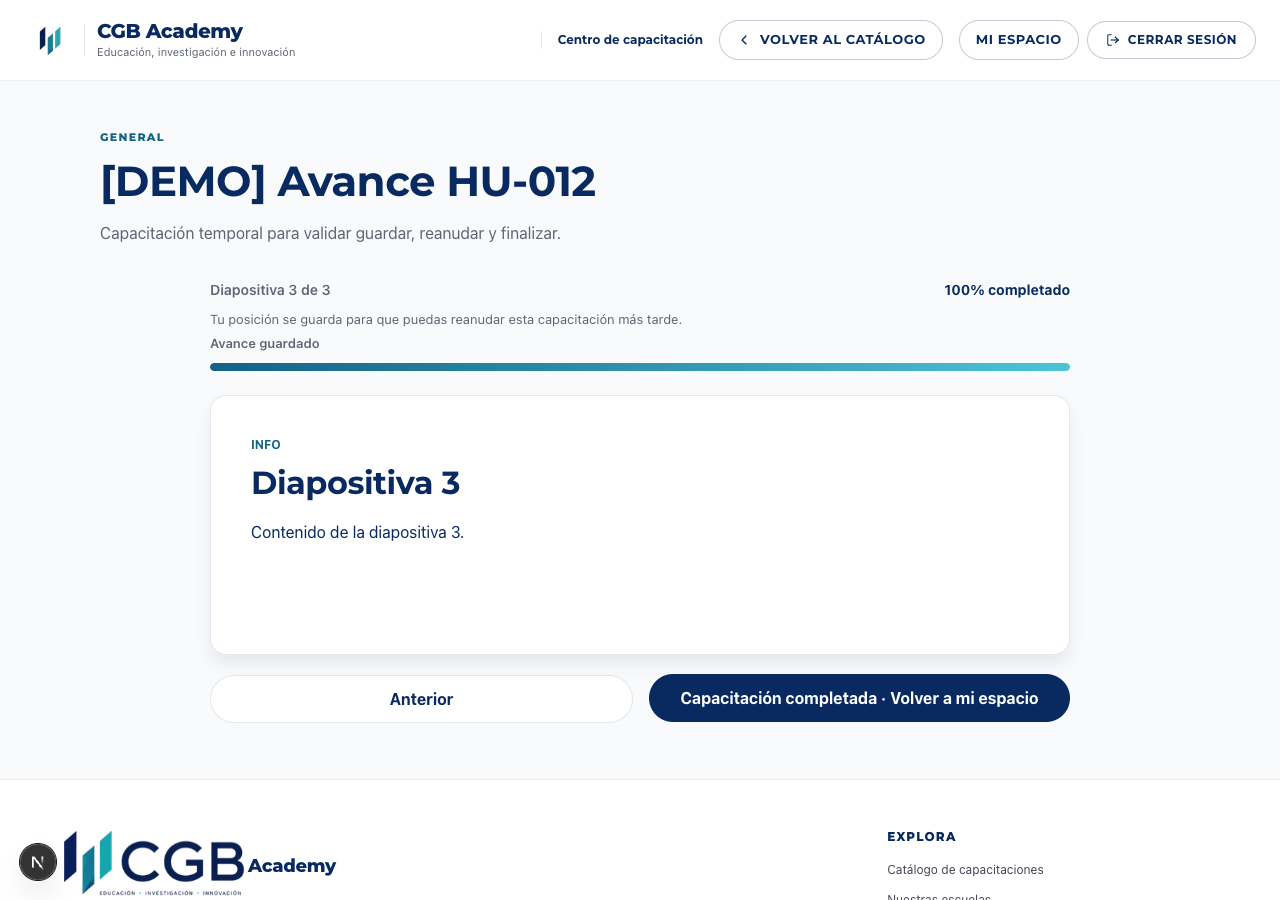 CGB Academy
Educación, investigación e innovación
Centro de capacitación
VOLVER AL CATÁLOGO
MI ESPACIO
CERRAR SESIÓN
GENERAL
[DEMO] Avance HU-012
Capacitación temporal para validar guardar, reanudar y finalizar.
Diapositiva 3 de 3
100% completado
Tu posición se guarda para que puedas reanudar esta capacitación más tarde.
Avance guardado
INFO
Diapositiva 3
Contenido de la diapositiva 3.
Anterior
Capacitación completada · Volver a mi espacio
N
CGB Academy
EDUCACIÓN · INVESTIGACIÓN · INNOVACIÓN
EXPLORA
Catálogo de capacitaciones
Nuestras escuelas